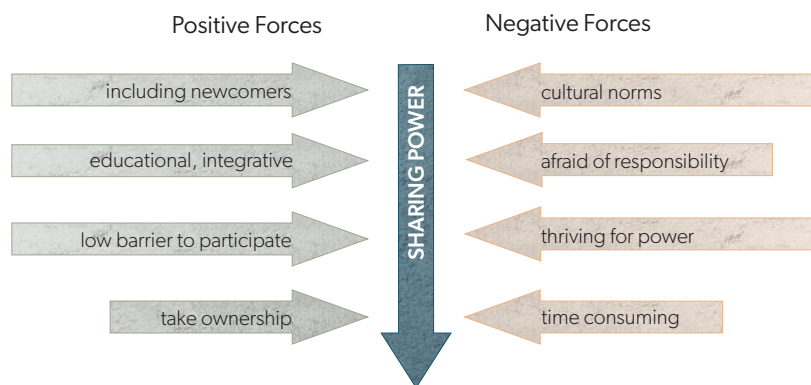 Positive Forces
Negative Forces
including newcomers
cultural norms
educational, integrative
afraid of responsibility
low barrier to participate
thriving for power
take ownership
time consuming
SHARING POWER